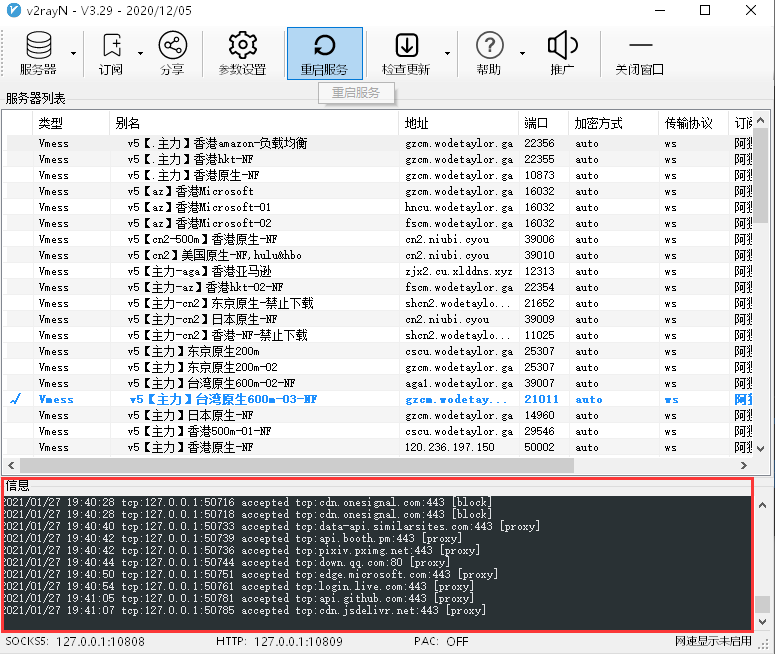 v2rayN - V3.29 - 2020/12/05
服务器 订阅 分享 参数设置 重启服务 检查更新 帮助 推广 关闭窗口
重启服务
服务器列表
类型 别名 地址 端口 加密方式 传输协议 订阅
Vmess v5【.主力】香港amazon-负载均衡 gzcm.wodetaylor.ga 22356 auto ws 阿狸
Vmess v5【.主力】香港hkt-NF gzcm.wodetaylor.ga 22355 auto ws 阿狸
Vmess v5【.主力】香港原生-NF gzcm.wodetaylor.ga 10873 auto ws 阿狸
Vmess v5【az】香港Microsoft gzcm.wodetaylor.ga 16032 auto ws 阿狸
Vmess v5【az】香港Microsoft-01 hncu.wodetaylor.ga 16032 auto ws 阿狸
Vmess v5【az】香港Microsoft-02 fscm.wodetaylor.ga 16032 auto ws 阿狸
Vmess v5【cn2-500m】香港原生-NF cn2.niubi.cyou 39006 auto ws 阿狸
Vmess v5【cn2】美国原生-NF,hulu&hbo cn2.niubi.cyou 39010 auto ws 阿狸
Vmess v5【主力-aga】香港亚马逊 zjx2.cu.xlddns.xyz 12313 auto ws 阿狸
Vmess v5【主力-az】香港hkt-02-NF fscm.wodetaylor.ga 22354 auto ws 阿狸
Vmess v5【主力-cn2】东京原生-禁止下载 shcn2.wodetaylo... 21652 auto ws 阿狸
Vmess v5【主力-cn2】日本原生-NF cn2.niubi.cyou 39009 auto ws 阿狸
Vmess v5【主力-cn2】香港-NF-禁止下载 shcn2.wodetaylo... 11025 auto ws 阿狸
Vmess v5【主力】东京原生200m cscu.wodetaylor.ga 25307 auto ws 阿狸
Vmess v5【主力】东京原生200m-02 gzcm.wodetaylor.ga 25307 auto ws 阿狸
Vmess v5【主力】台湾原生600m-02-NF aga1.wodetaylor.ga 39007 auto ws 阿狸
Vmess v5【主力】台湾原生600m-03-NF gzcm.wodetay... 21011 auto ws 阿狸
Vmess v5【主力】日本原生-NF gzcm.wodetaylor.ga 14960 auto ws 阿狸
Vmess v5【主力】香港500m-01-NF cscu.wodetaylor.ga 29546 auto ws 阿狸
Vmess v5【主力】香港原生-NF 120.236.197.150 50002 auto ws 阿狸
信息
2021/01/27 19:40:28 tcp:127.0.0.1:50716 accepted tcp:cdn.onesignal.com:443 [block]
2021/01/27 19:40:28 tcp:127.0.0.1:50718 accepted tcp:cdn.onesignal.com:443 [block]
2021/01/27 19:40:40 tcp:127.0.0.1:50733 accepted tcp:data-api.similarsites.com:443 [proxy]
2021/01/27 19:40:42 tcp:127.0.0.1:50739 accepted tcp:api.booth.pm:443 [proxy]
2021/01/27 19:40:42 tcp:127.0.0.1:50736 accepted tcp:pixiv.pximg.net:443 [proxy]
2021/01/27 19:40:44 tcp:127.0.0.1:50744 accepted tcp:down.qq.com:80 [proxy]
2021/01/27 19:40:50 tcp:127.0.0.1:50751 accepted tcp:edge.microsoft.com:443 [proxy]
2021/01/27 19:40:54 tcp:127.0.0.1:50761 accepted tcp:login.live.com:443 [proxy]
2021/01/27 19:41:05 tcp:127.0.0.1:50781 accepted tcp:api.github.com:443 [proxy]
2021/01/27 19:41:07 tcp:127.0.0.1:50785 accepted tcp:cdn.jsdelivr.net:443 [proxy]
SOCKS5: 127.0.0.1:10808 HTTP: 127.0.0.1:10809 PAC: OFF 网速显示未启用